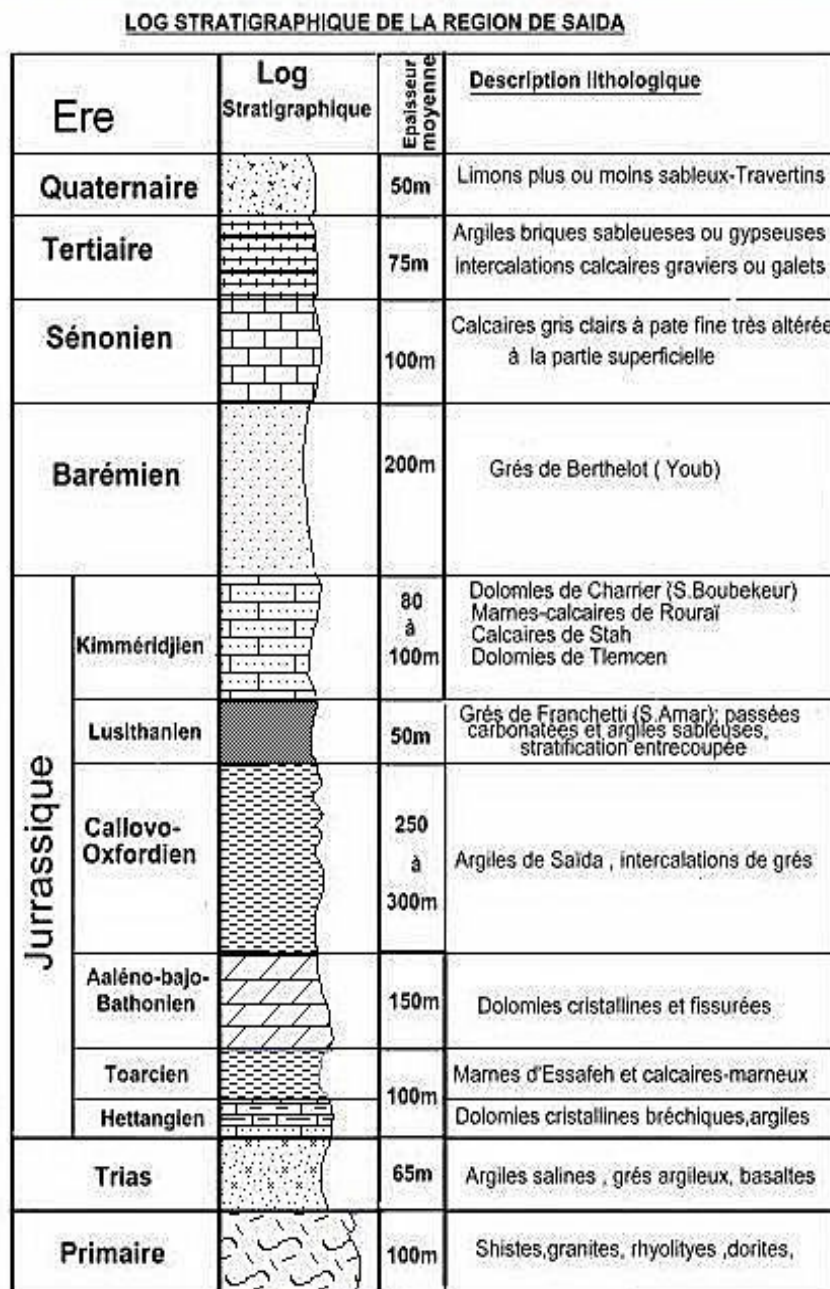 LOG STRATIGRAPHIQUE DE LA REGION DE SAIDA
Ere
Log
Stratigraphique
Epaisseur
moyenne
Description lithologique
Quaternaire
50m
Limons plus ou moins sableux-Travertins
Tertiaire
75m
Argiles briques sableueses ou gypseuses
intercalations calcaires graviers ou galets
Sénonien
100m
Calcaires gris clairs à pate fine très altérée
à la partie superficielle
Barémien
200m
Grés de Berthelot ( Youb)
Jurrassique
Kimméridjien
80
à
100m
Dolomies de Charrier (S.Boubekeur)
Marnes-calcaires de Rouraï
Calcaires de Stah
Dolomies de Tlemcen
Lusithanien
50m
Grés de Franchetti (S.Amar); passées
carbonatées et argiles sableuses,
stratification entrecoupée
Callovo-
Oxfordien
250
à
300m
Argiles de Saïda , intercalations de grés
Aaléno-bajo-
Bathonien
150m
Dolomies cristallines et fissurées
Toarcien
100m
Marnes d'Essafeh et calcaires-marneux
Hettangien
Dolomies cristallines bréchiques,argiles
Trias
65m
Argiles salines , grés argileux, basaltes
Primaire
100m
Shistes,granites, rhyolityes ,dorites,